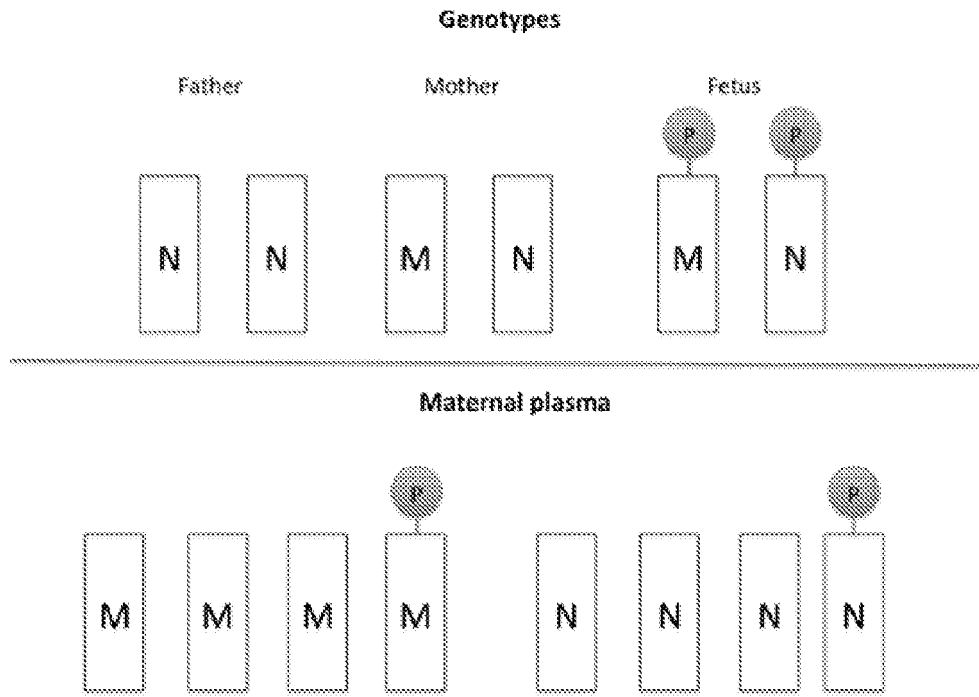 Genotypes
Father Mother Fetus
P P
N N M N M N
Maternal plasma
P P
M M M M N N N N